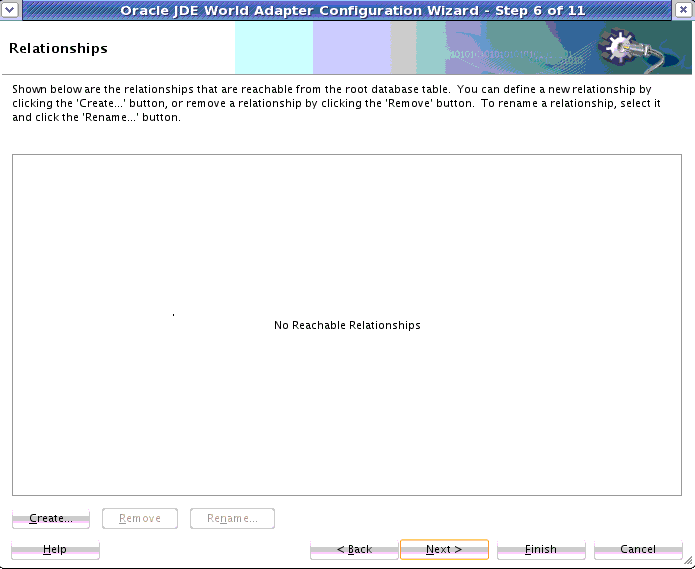 Oracle JDE World Adapter Configuration Wizard - Step 6 of 11
Relationships
Shown below are the relationships that are reachable from the root database table.  You can define a new relationship by
clicking the 'Create...' button, or remove a relationship by clicking the 'Remove' button.  To rename a relationship, select it
and click the 'Rename...' button.
No Reachable Relationships
Create... Remove Rename...
Help < Back Next > Finish Cancel